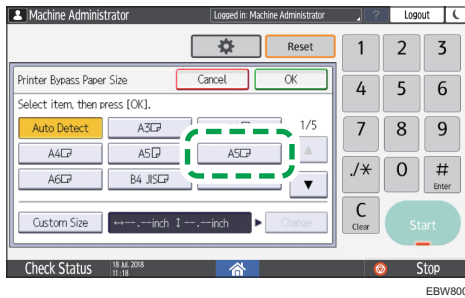 Machine Administrator
Logged in: Machine Administrator
?
Logout
Reset
Printer Bypass Paper Size
Cancel
OK
Select item, then press [OK].
Auto Detect
A3
1/5
A4
A5
A5
A6
B4 JIS
▲
▼
Custom Size
↔--.--inch ↕--.--inch
▶
Change
1 2 3
4 5 6
7 8 9
./* 0 #
Enter
C
Clear
Start
Check Status
18 Jul. 2018
11:18
Stop
EBW800